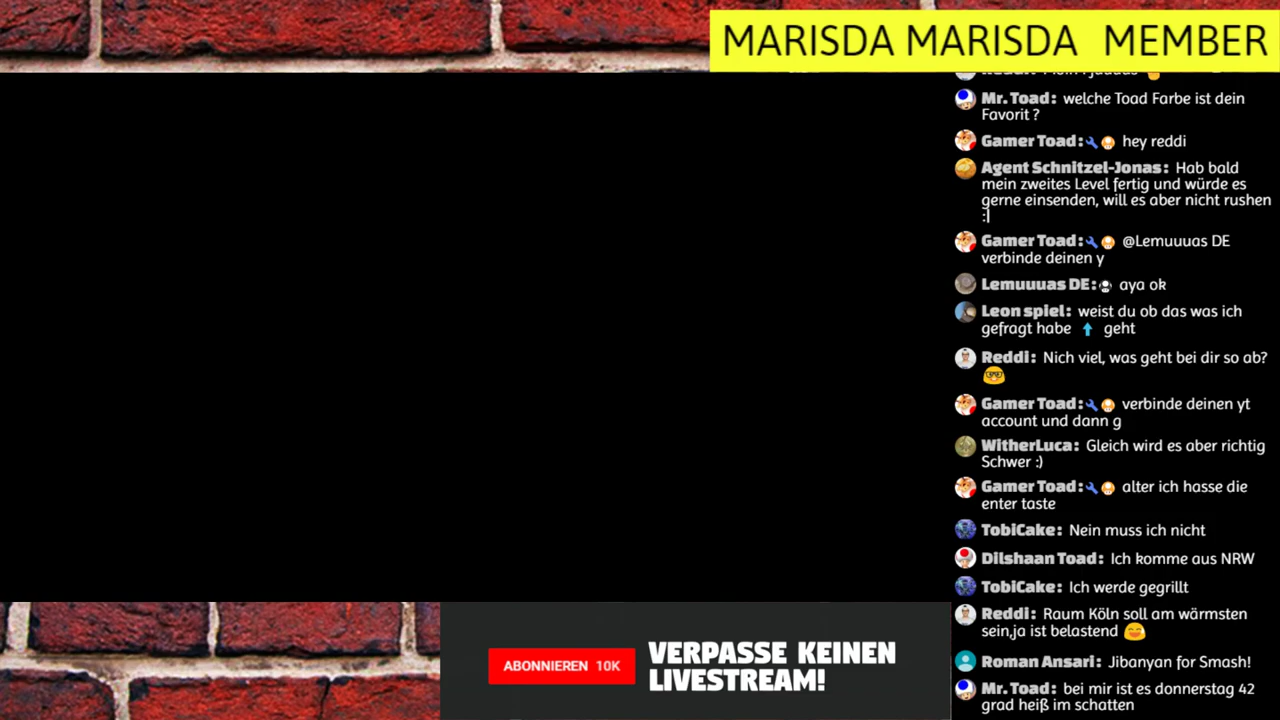 MARISDA MARISDA MEMBER
Mr. Toad: welche Toad Farbe ist dein
Favorit ?
Gamer Toad: hey reddi
Agent Schnitzel-Jonas: Hab bald
mein zweites Level fertig und würde es
gerne einsenden, will es aber nicht rushen
:|
Gamer Toad: @Lemuuuas DE
verbinde deinen y
Lemuuuas DE: aya ok
Leon spiel: weist du ob das was ich
gefragt habe ⬆ geht
Reddi: Nich viel, was geht bei dir so ab?
🤓
Gamer Toad: verbinde deinen yt
account und dann g
WitherLuca: Gleich wird es aber richtig
Schwer :)
Gamer Toad: alter ich hasse die
enter taste
TobiCake: Nein muss ich nicht
Dilshaan Toad: Ich komme aus NRW
TobiCake: Ich werde gegrillt
Reddi: Raum Köln soll am wärmsten
sein,ja ist belastend 😅
Roman Ansari: Jibanyan for Smash!
Mr. Toad: bei mir ist es donnerstag 42
grad heiß im schatten
ABONNIEREN 10K
VERPASSE KEINEN
LIVESTREAM!